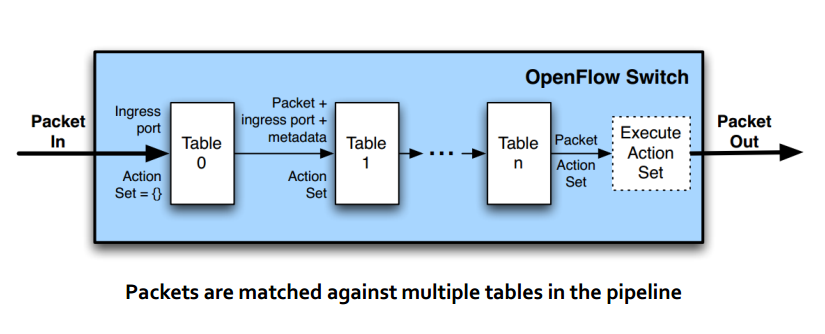 OpenFlow Switch
Packet
In
Ingress
port
Action
Set = {}
Table
0
Packet +
ingress port +
metadata
Action
Set
Table
1
...
Table
n
Packet
Action
Set
Execute
Action
Set
Packet
Out
Packets are matched against multiple tables in the pipeline